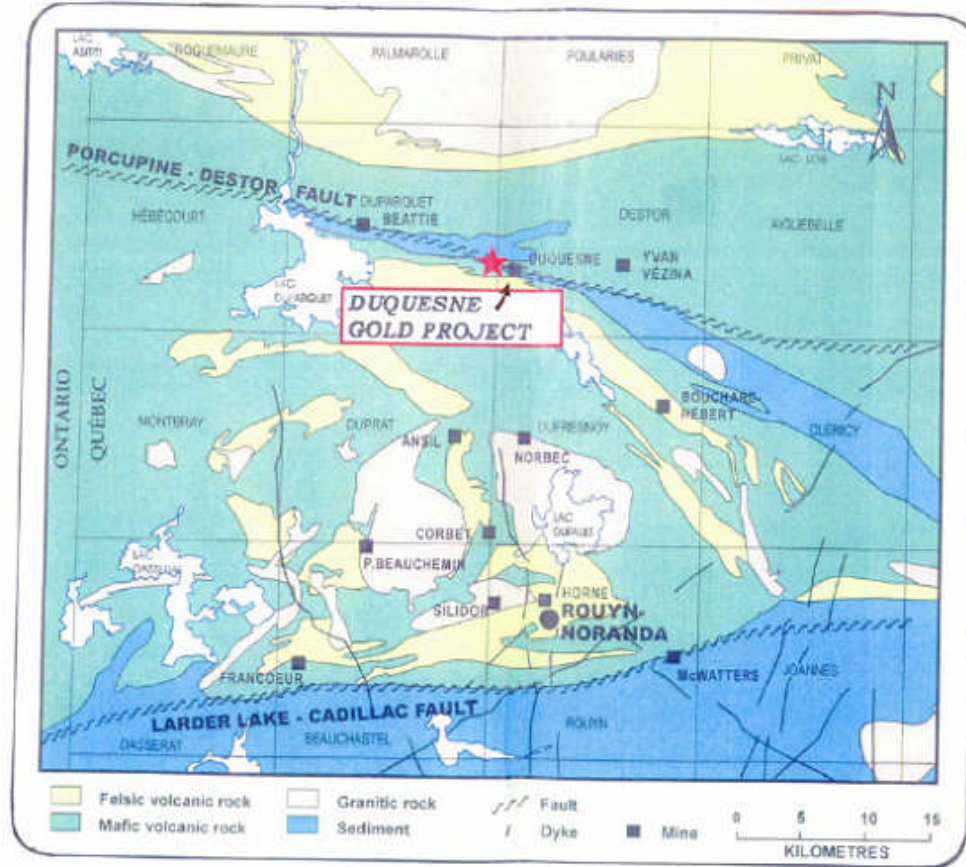 LAC
ROQUEMAURE
PALMAROLLE
POULARIES
PRIVAT
N
LAC LOIS
PORCUPINE - DESTOR FAULT
DUPARQUET
BEATTIE
HÉBÉCOURT
DESTOR
AIGUEBELLE
DUQUESNE
YVAN
VÉZINA
LAC
DUPARQUET
DUQUESNE
GOLD PROJECT
ONTARIO
QUÉBEC
BOUCHARD-
HÉBERT
MONTBRAY
DUPRAT
ANSIL
DUFRESNOY
NORBEC
CLERICY
CORBET
LAC
DUFAULT
LAC
DASSERAT
P.BEAUCHEMIN
SILIDOR
HORNE
ROUYN-
NORANDA
FRANCOEUR
McWATTERS
JOANNES
LARDER LAKE - CADILLAC FAULT
DASSERAT
BEAUCHASTEL
ROUYN
Felsic volcanic rock
Granitic rock
Fault
Mafic volcanic rock
Sediment
Dyke
Mine
0 5 10 15
KILOMETRES